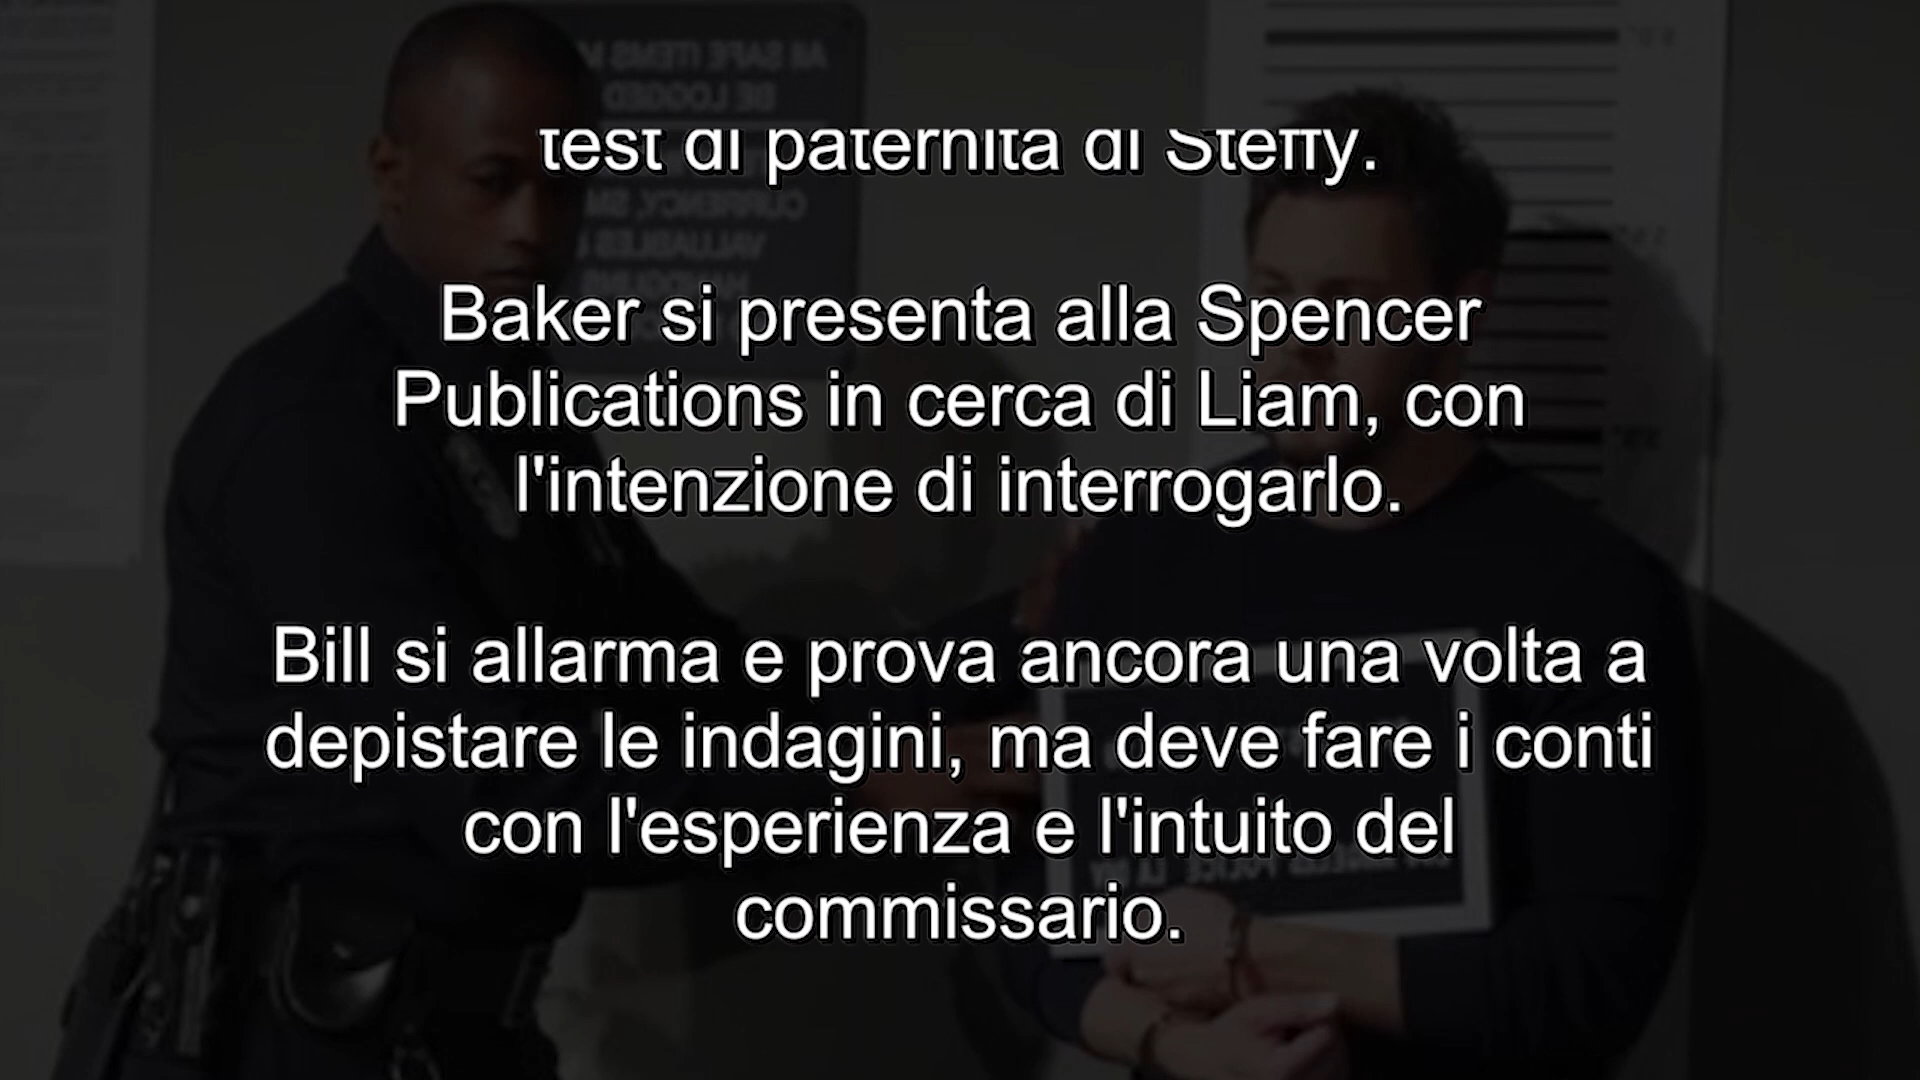 test di paternità di Steffy.
Baker si presenta alla Spencer
Publications in cerca di Liam, con
l'intenzione di interrogarlo.
Bill si allarma e prova ancora una volta a
depistare le indagini, ma deve fare i conti
con l'esperienza e l'intuito del
commissario.